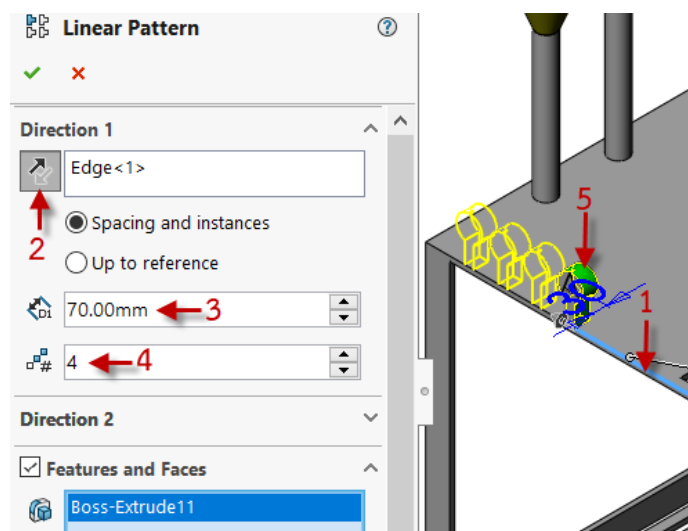 Linear Pattern
Direction 1
Edge<1>
2
Spacing and instances
Up to reference
D1 70.00mm 3
# 4 4
Direction 2
Features and Faces
Boss-Extrude11
5
1